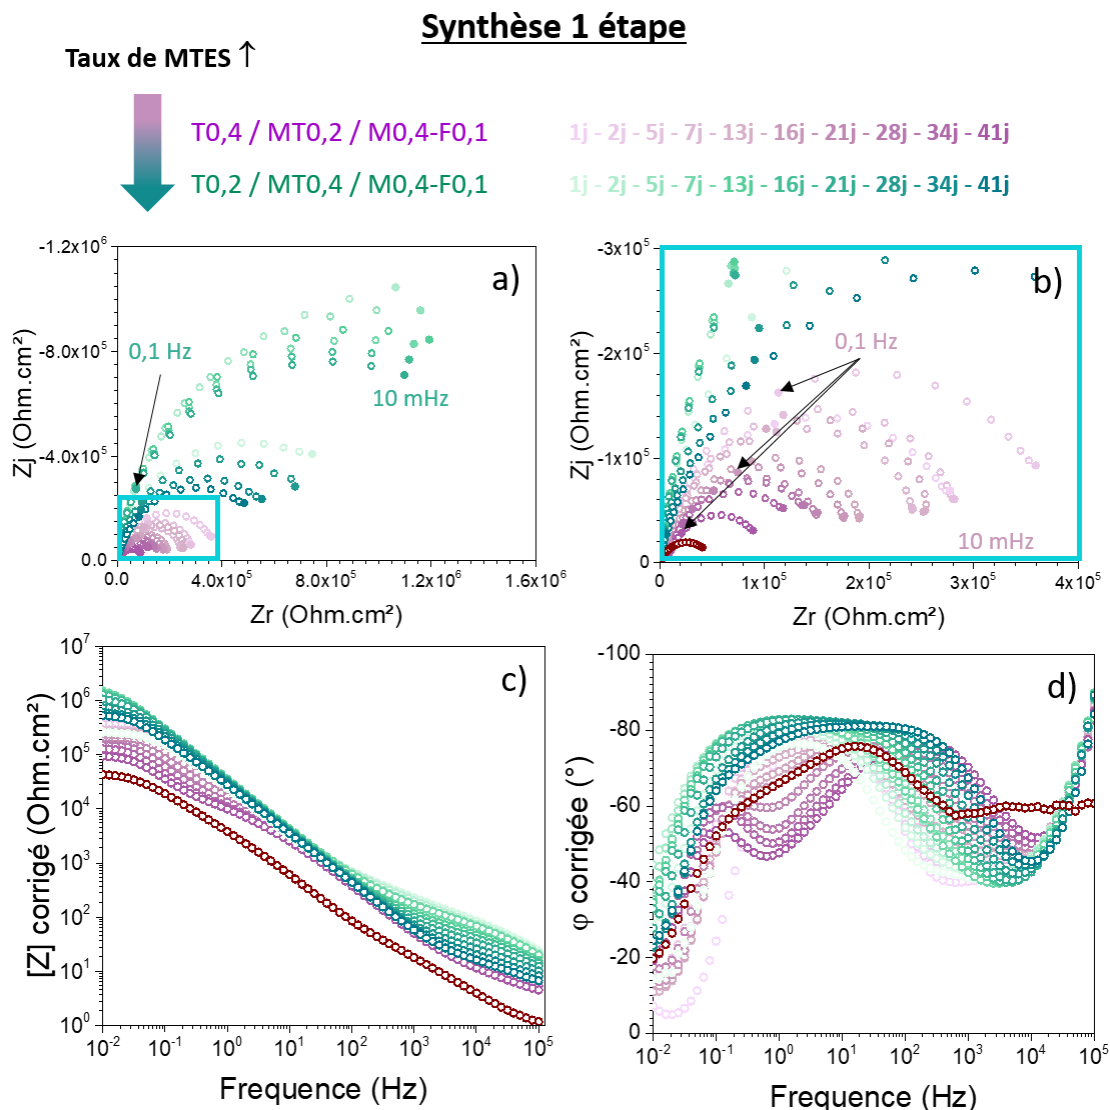 Synthèse 1 étape
Taux de MTES ↑
T0,4 / MT0,2 / M0,4-F0,1
1j - 2j - 5j - 7j - 13j - 16j - 21j - 28j - 34j - 41j
T0,2 / MT0,4 / M0,4-F0,1
1j - 2j - 5j - 7j - 13j - 16j - 21j - 28j - 34j - 41j
a)
-1.2x10⁶
-8.0x10⁵
-4.0x10⁵
0.0
Zj (Ohm.cm²)
0,1 Hz
10 mHz
0.0 4.0x10⁵ 8.0x10⁵ 1.2x10⁶ 1.6x10⁶
Zr (Ohm.cm²)
b)
-3x10⁵
-2x10⁵
-1x10⁵
0
Zj (Ohm.cm²)
0,1 Hz
10 mHz
0 1x10⁵ 2x10⁵ 3x10⁵ 4x10⁵
Zr (Ohm.cm²)
c)
10⁷
10⁶
10⁵
10⁴
10³
10²
10¹
10⁰
[Z] corrigé (Ohm.cm²)
10⁻² 10⁻¹ 10⁰ 10¹ 10² 10³ 10⁴ 10⁵
Frequence (Hz)
d)
-100
-80
-60
-40
-20
0
φ corrigée (°)
10⁻² 10⁻¹ 10⁰ 10¹ 10² 10³ 10⁴ 10⁵
Frequence (Hz)